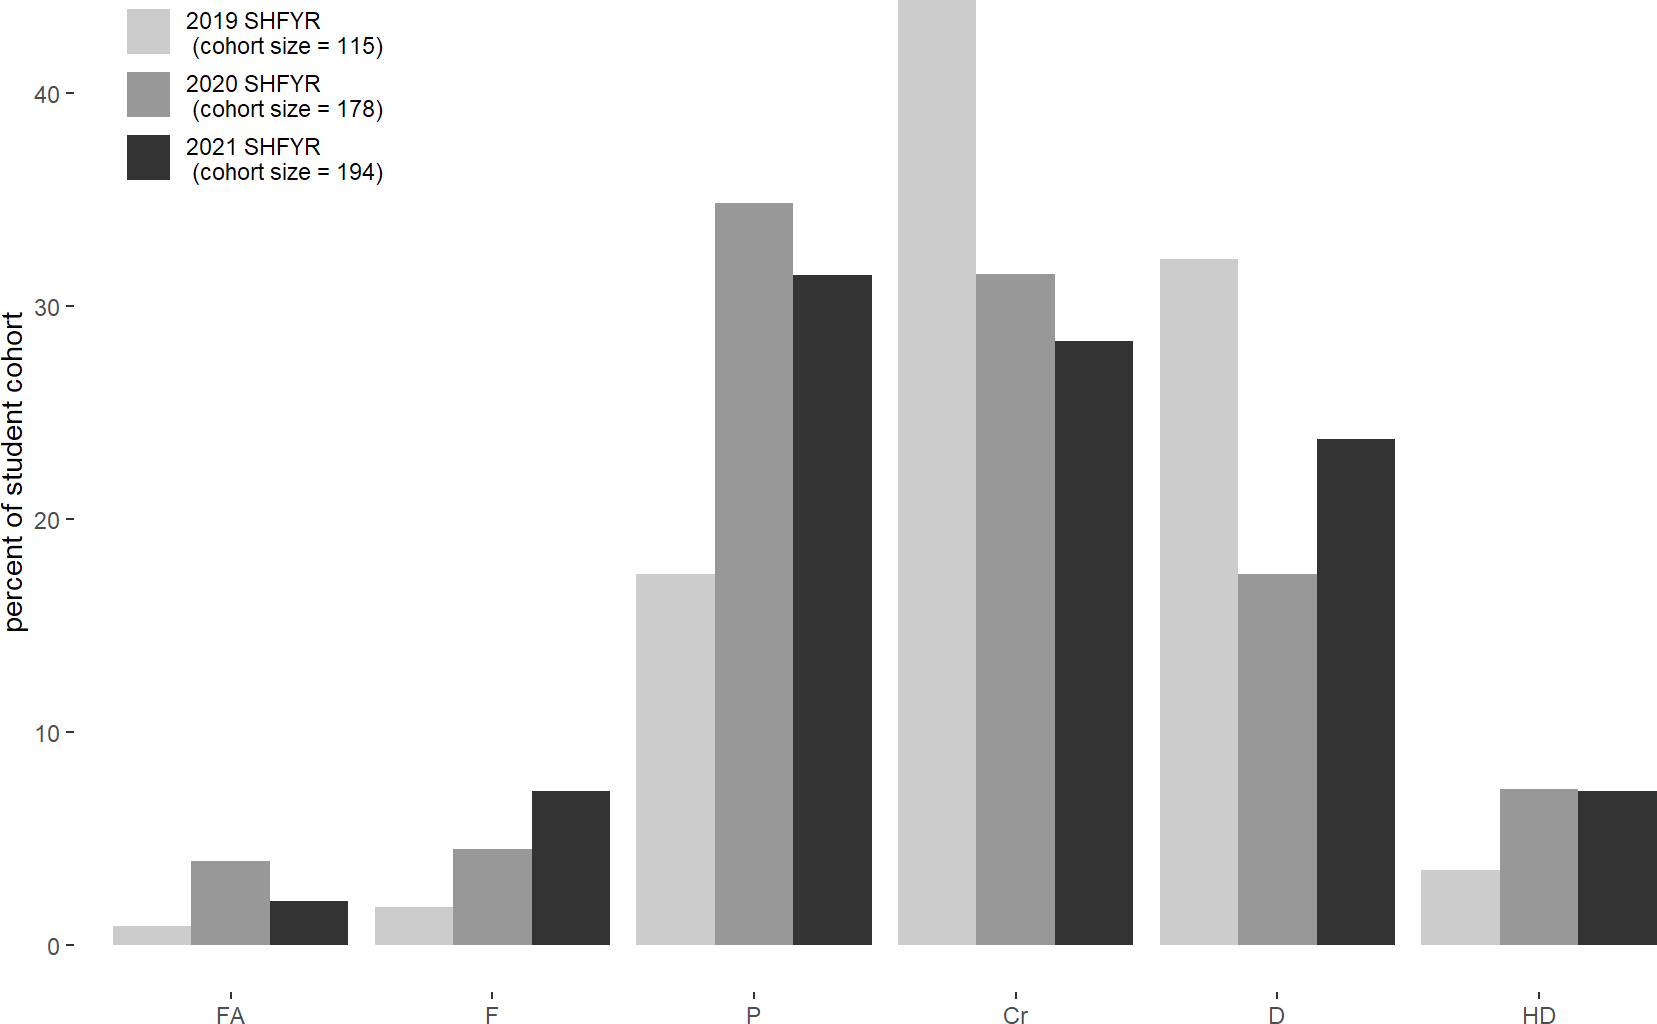 2019 SHFYR
(cohort size = 115)
2020 SHFYR
(cohort size = 178)
2021 SHFYR
(cohort size = 194)
percent of student cohort
40
30
20
10
0
FA F P Cr D HD